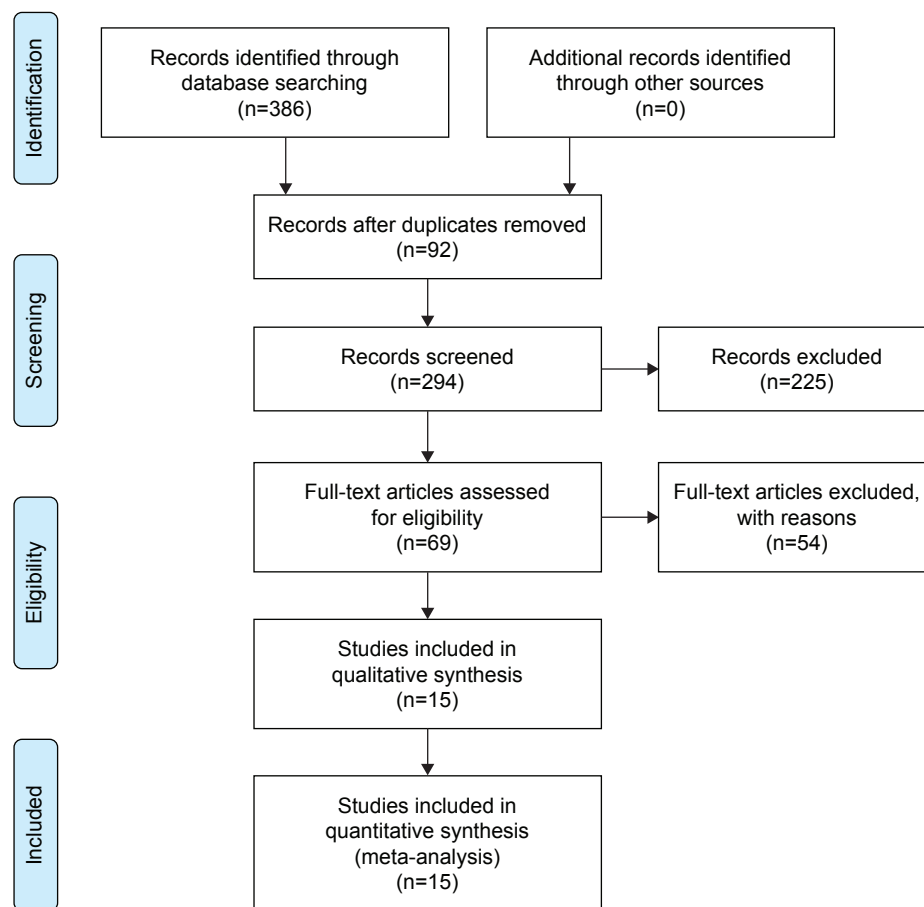 Identification
Records identified through
database searching
(n=386)
Additional records identified
through other sources
(n=0)
Records after duplicates removed
(n=92)
Screening
Records screened
(n=294)
Records excluded
(n=225)
Eligibility
Full-text articles assessed
for eligibility
(n=69)
Full-text articles excluded,
with reasons
(n=54)
Studies included in
qualitative synthesis
(n=15)
Included
Studies included in
quantitative synthesis
(meta-analysis)
(n=15)